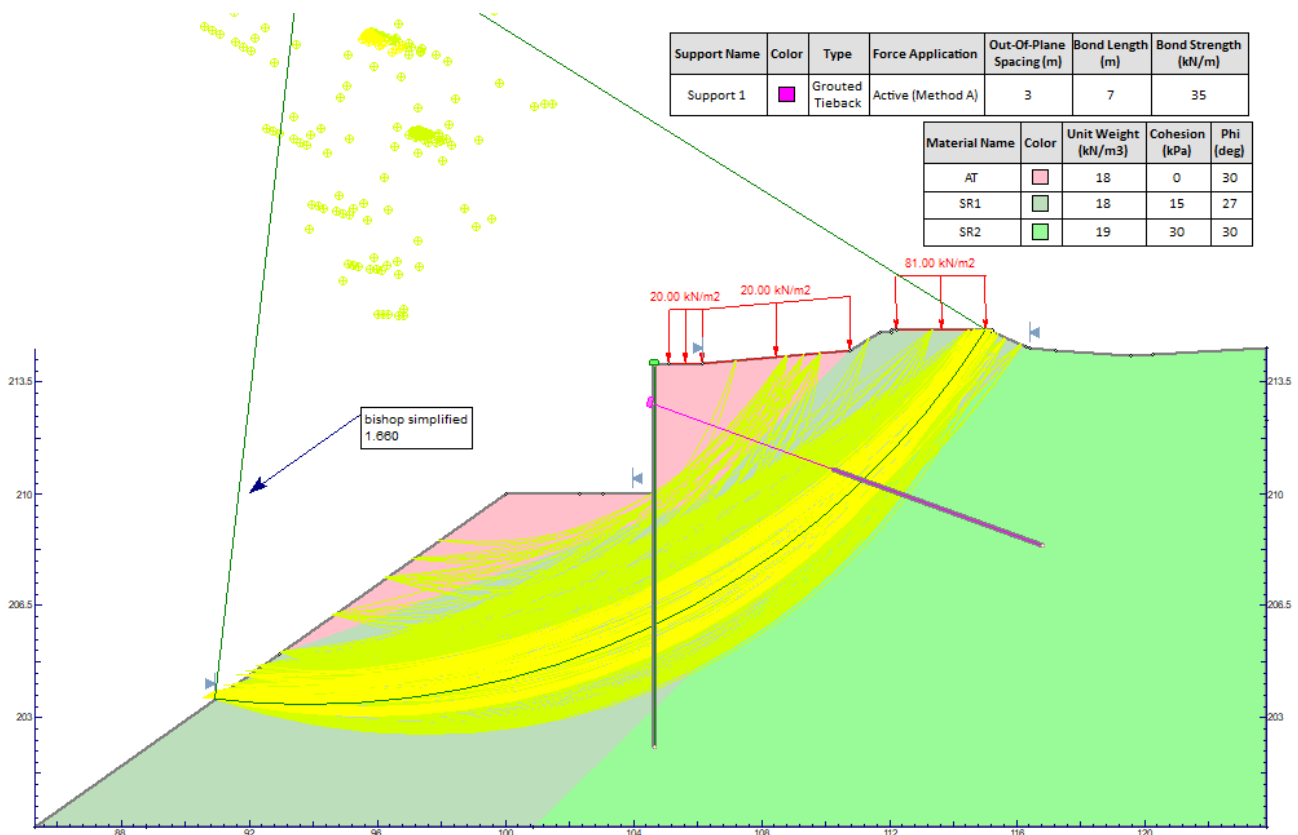 Support Name Color Type Force Application Out-Of-Plane Spacing (m) Bond Length (m) Bond Strength (kN/m)
Support 1 Grouted Tieback Active (Method A) 3 7 35
Material Name Color Unit Weight (kN/m3) Cohesion (kPa) Phi (deg)
AT 18 0 30
SR1 18 15 27
SR2 19 30 30
81.00 kN/m2
20.00 kN/m2
20.00 kN/m2
213.5
213.5
bishop simplified
1.660
210
210
206.5
206.5
203
203
88 92 96 100 104 108 112 116 120